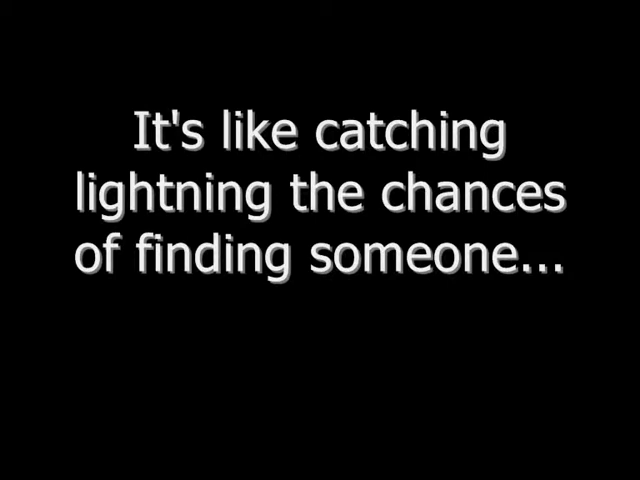 It's like catching
lightning the chances
of finding someone...